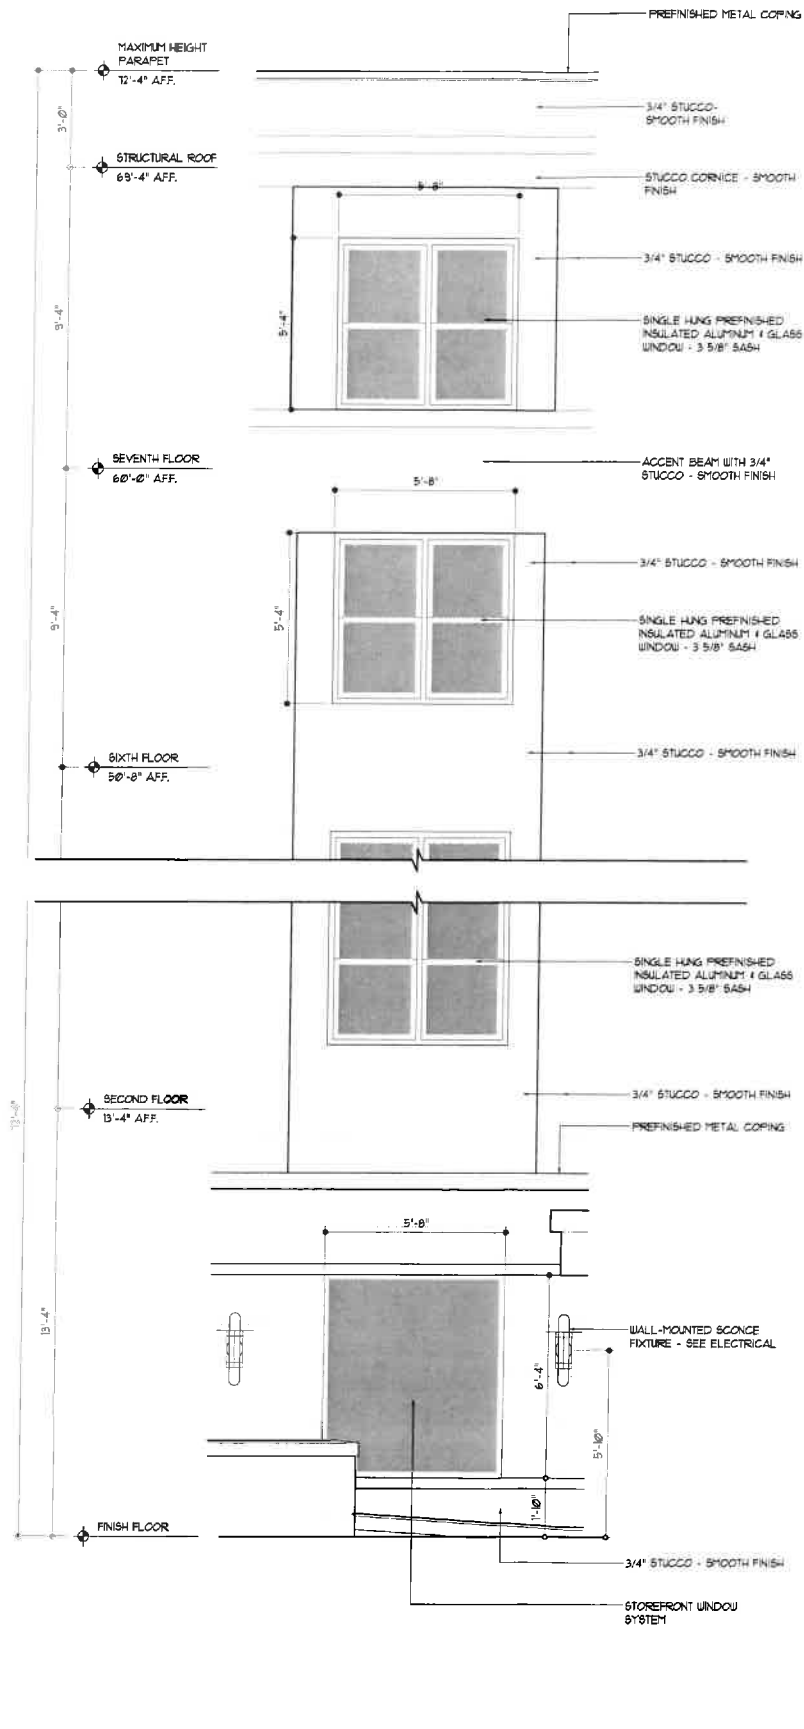 PREFINISHED METAL COPING
MAXIMUM HEIGHT
PARAPET
72'-4" AFF.
3/4" STUCCO-
SMOOTH FINISH
3'-0"
STRUCTURAL ROOF
69'-4" AFF.
STUCCO CORNICE - SMOOTH
FINISH
5'-8"
3/4" STUCCO - SMOOTH FINISH
9'-4"
5'-4"
SINGLE HUNG PREFINISHED
INSULATED ALUMINUM & GLASS
WINDOW - 3 5/8" SASH
SEVENTH FLOOR
60'-0" AFF.
ACCENT BEAM WITH 3/4"
STUCCO - SMOOTH FINISH
5'-8"
3/4" STUCCO - SMOOTH FINISH
9'-4"
5'-4"
SINGLE HUNG PREFINISHED
INSULATED ALUMINUM & GLASS
WINDOW - 3 5/8" SASH
SIXTH FLOOR
50'-8" AFF.
3/4" STUCCO - SMOOTH FINISH
SINGLE HUNG PREFINISHED
INSULATED ALUMINUM & GLASS
WINDOW - 3 5/8" SASH
SECOND FLOOR
13'-4" AFF.
3/4" STUCCO - SMOOTH FINISH
PREFINISHED METAL COPING
5'-8"
13'-4"
WALL-MOUNTED SCONCE
FIXTURE - SEE ELECTRICAL
6'-4"
5'-10"
1'-10"
FINISH FLOOR
3/4" STUCCO - SMOOTH FINISH
STOREFRONT WINDOW
SYSTEM